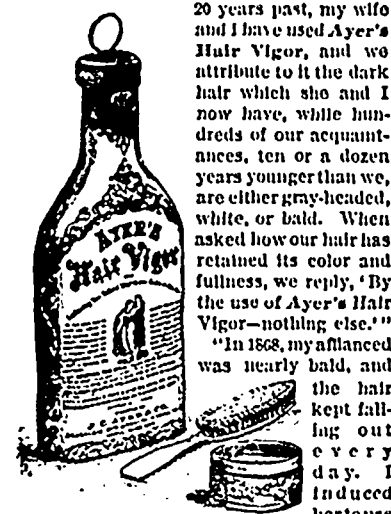 20 years past, my wife
and I have used Ayer's
Hair Vigor, and we
attribute to it the dark
hair which she and I
now have, while hun-
dreds of our acquaint-
ances, ten or a dozen
years younger than we,
are either gray-headed,
white, or bald. When
asked how our hair has
retained its color and
fullness, we reply, 'By
the use of Ayer's Hair
Vigor—nothing else.'"
"In 1868, my affianced
was nearly bald, and
the hair
kept fall-
ing out
every
day. I
induced
her to use
AYER'S
Hair Vigor